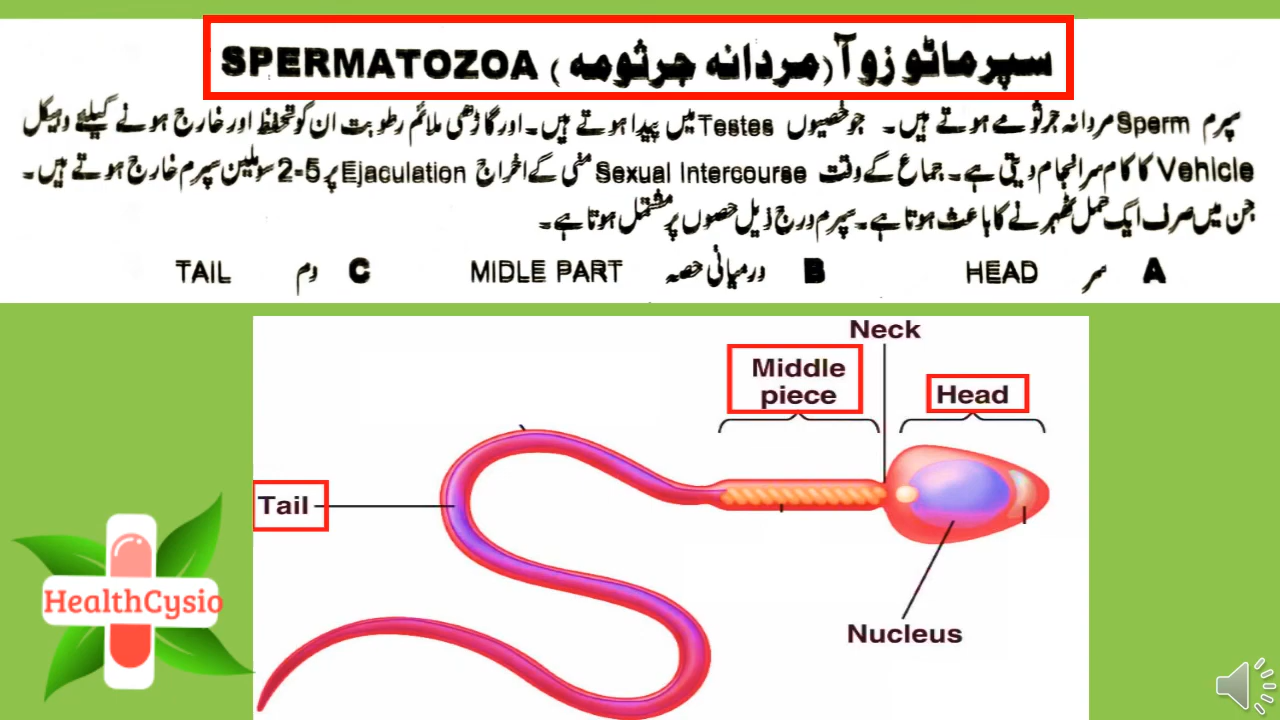 سپرماٹوزوآ (مردانہ جرثومہ) SPERMATOZOA
سپرم Sperm مردانہ جرثومے ہوتے ہیں۔ جو خصیوں Testes میں پیدا ہوتے ہیں۔ اور گاڑھی ملائم رطوبت ان کو تحفظ اور خارج ہونے کیلئے وہیکل
Vehicle کا کام سرانجام دیتی ہے۔ جماع کے وقت Sexual Intercourse منی کے اخراج Ejaculation پر 5-2 سو ملین سپرم خارج ہوتے ہیں۔
جن میں صرف ایک حمل ٹھہرنے کا باعث ہوتا ہے۔ سپرم درج ذیل حصوں پر مشتمل ہوتا ہے۔
A سر HEAD B درمیانی حصہ MIDLE PART C دم TAIL
Neck
Middle
piece
Head
Tail
Nucleus
HealthCysio